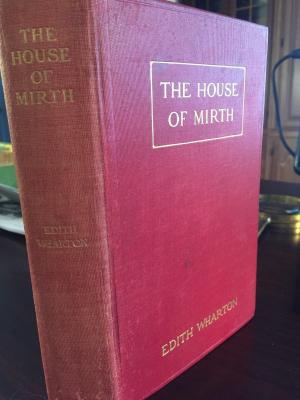 THE
HOUSE
OF
MIRTH
EDITH
WHARTON
THE HOUSE
OF MIRTH
EDITH WHARTON